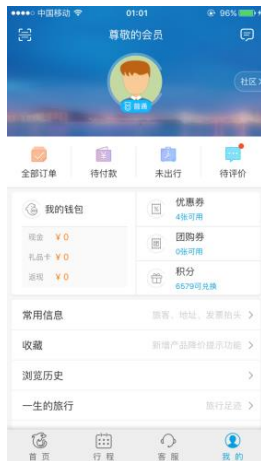 中国移动 01:01 96%
尊敬的会员
社区
普通
全部订单 待付款 未出行 待评价
我的钱包
现金 ¥0
礼品卡 ¥0
返现 ¥0
优惠券
4张可用
团购券
0张可用
积分
6579可兑换
常用信息 旅客、地址、发票抬头
收藏 新增产品降价提示功能
浏览历史
一生的旅行 旅行足迹
首页 行程 客服 我的